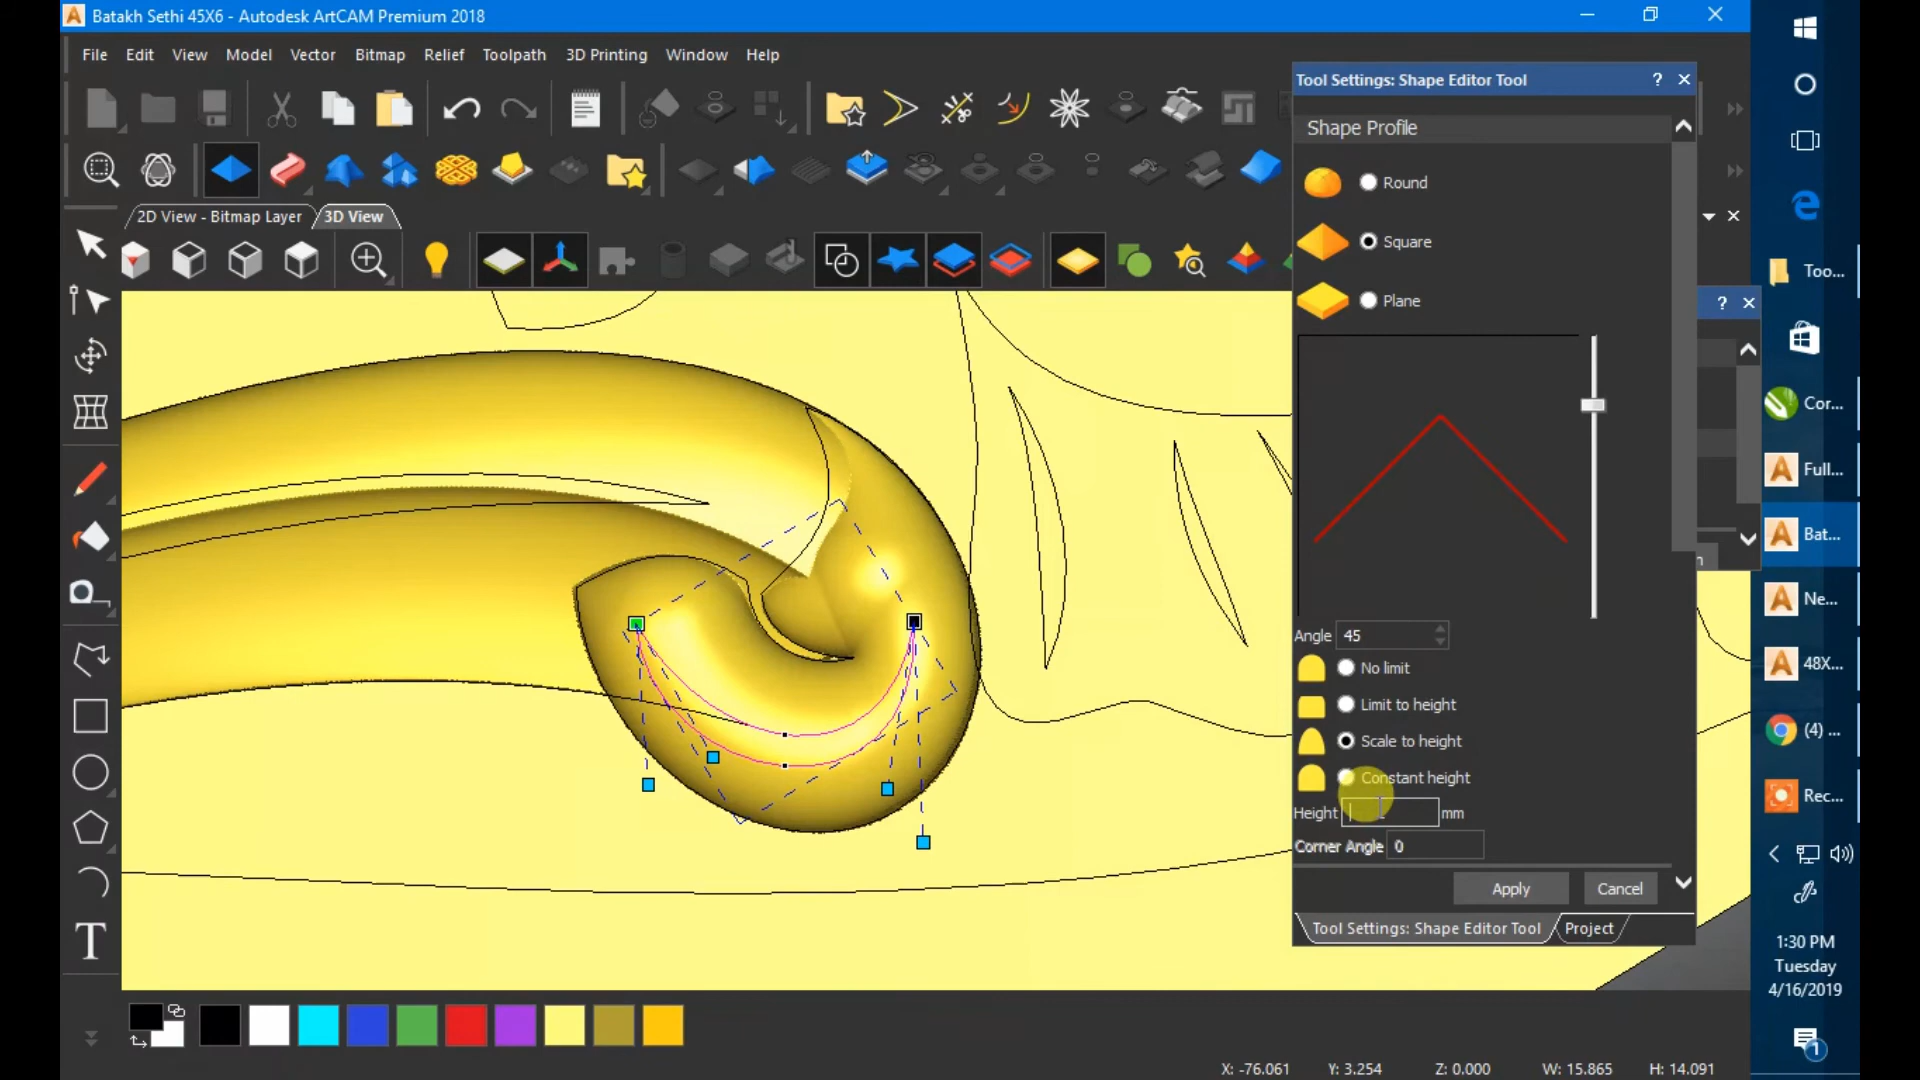 Batakh Sethi 45X6 - Autodesk ArtCAM Premium 2018
File Edit View Model Vector Bitmap Relief Toolpath 3D Printing Window Help
Tool Settings: Shape Editor Tool
Shape Profile
Round
Square
Plane
2D View - Bitmap Layer
3D View
Angle 45
No limit
Limit to height
Scale to height
Constant height
Height mm
Corner Angle 0
Apply Cancel
Tool Settings: Shape Editor Tool Project
T
X: -76.061 Y: 3.254 Z: 0.000 W: 15.865 H: 14.091
Too...
Cor...
Full...
Bat...
Ne...
48X...
(4) ...
Rec...
1:30 PM
Tuesday
4/16/2019
1